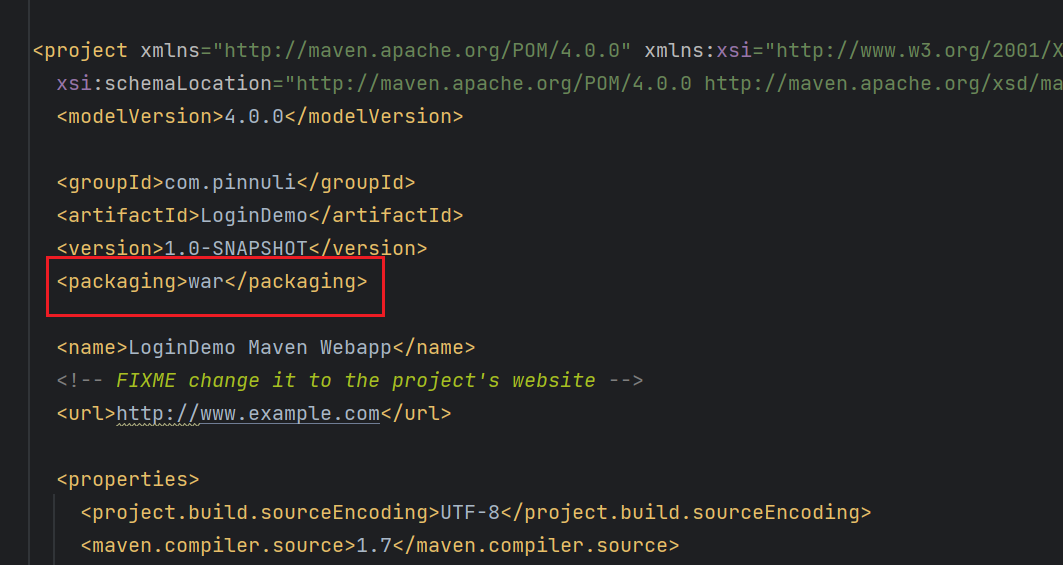 <project xmlns="http://maven.apache.org/POM/4.0.0" xmlns:xsi="http://www.w3.org/2001/X
xsi:schemaLocation="http://maven.apache.org/POM/4.0.0 http://maven.apache.org/xsd/ma
<modelVersion>4.0.0</modelVersion>
<groupId>com.pinnuli</groupId>
<artifactId>LoginDemo</artifactId>
<version>1.0-SNAPSHOT</version>
<packaging>war</packaging>
<name>LoginDemo Maven Webapp</name>
<!-- FIXME change it to the project's website -->
<url>http://www.example.com</url>
<properties>
<project.build.sourceEncoding>UTF-8</project.build.sourceEncoding>
<maven.compiler.source>1.7</maven.compiler.source>